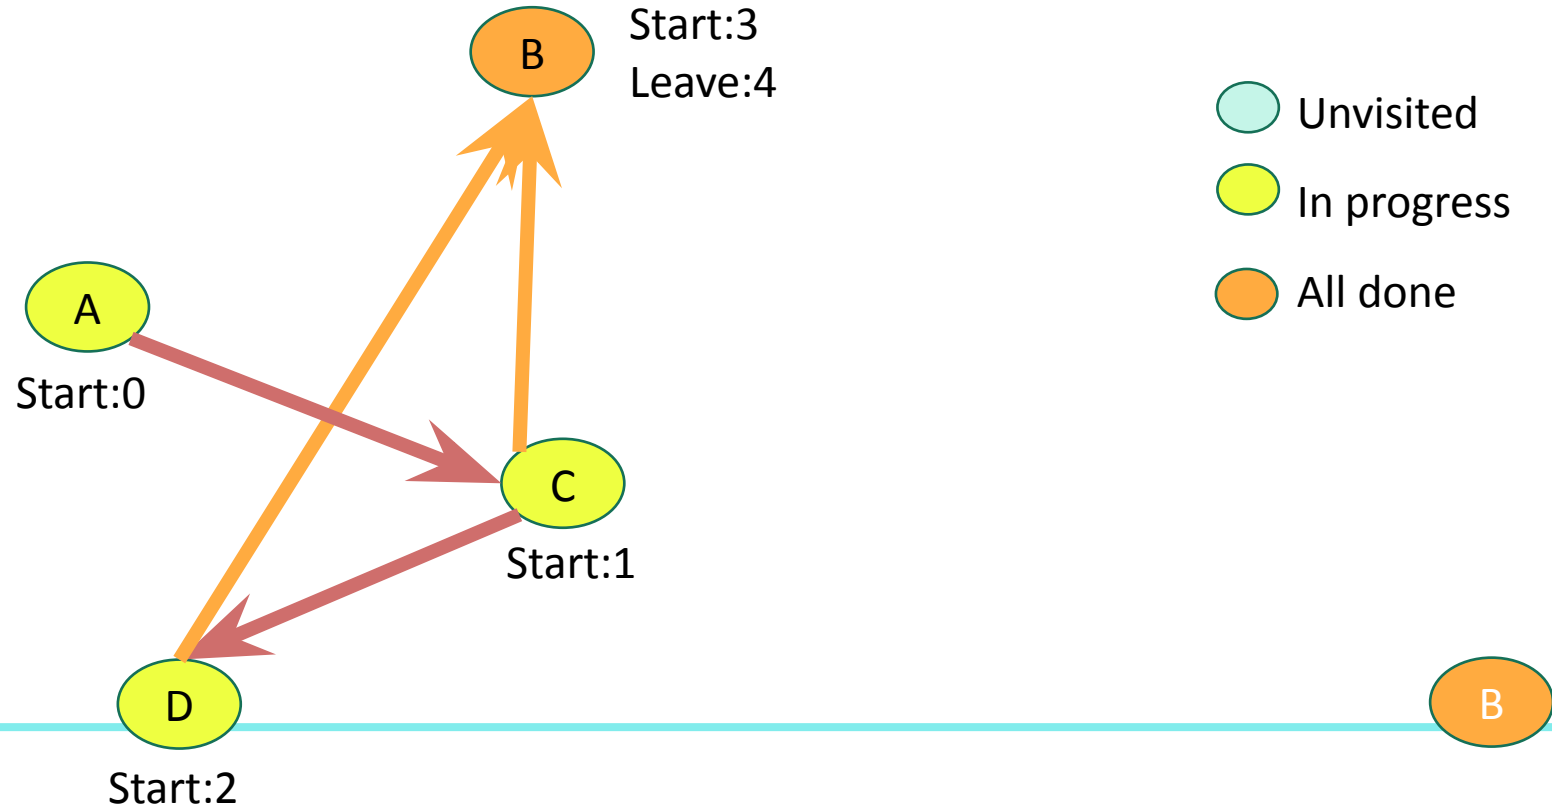 B
Start:3
Leave:4
Unvisited
In progress
All done
A
Start:0
C
Start:1
D
Start:2
B